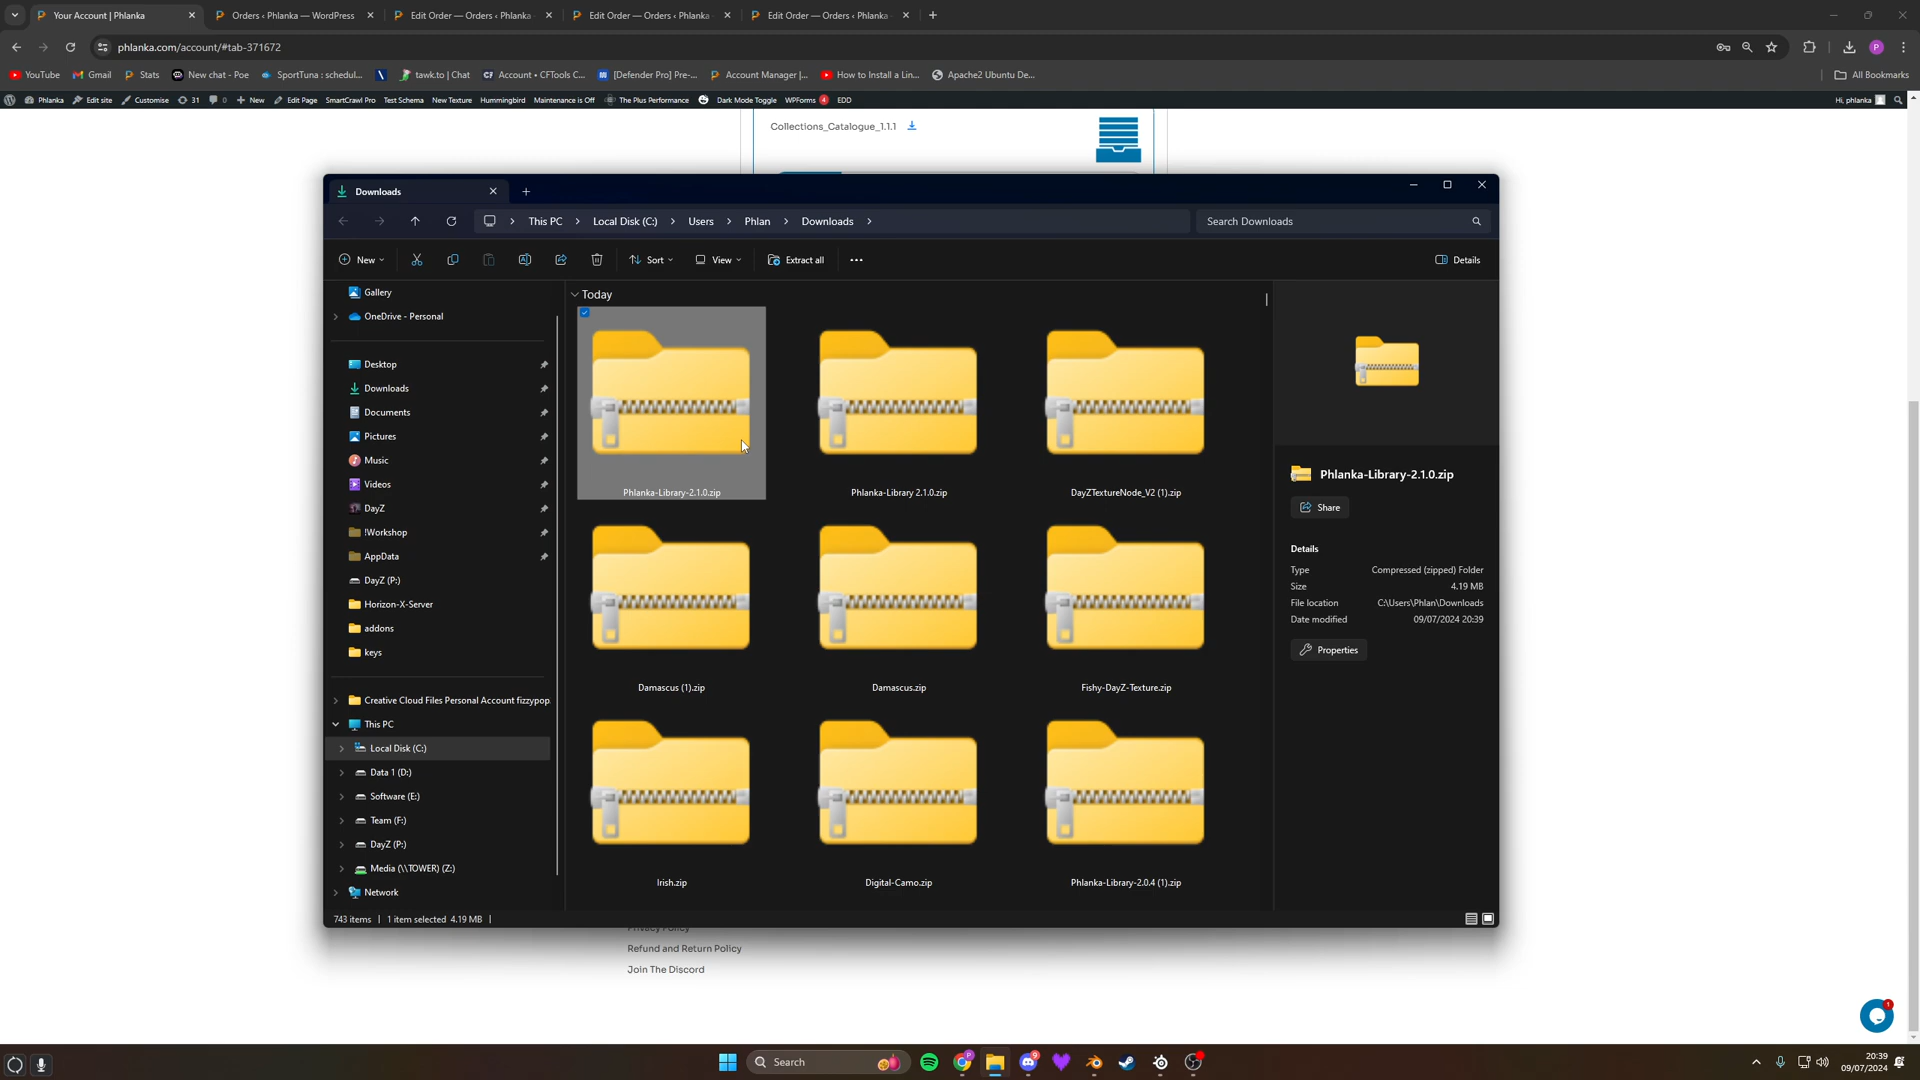 Your Account | Phlanka
Orders ‹ Phlanka — WordPress
Edit Order — Orders ‹ Phlanka
Edit Order — Orders ‹ Phlanka
Edit Order — Orders ‹ Phlanka
phlanka.com/account/#tab-371672
YouTube
Gmail
Stats
New chat - Poe
SportTuna : schedul...
tawk.to | Chat
Account • CFTools C...
[Defender Pro] Pre-...
Account Manager |...
How to Install a Lin...
Apache2 Ubuntu De...
All Bookmarks
Phlanka
Edit site
Customise
31
New
Edit Page
SmartCrawl Pro
Test Schema
New Texture
Hummingbird
Maintenance is Off
The Plus Performance
Dark Mode Toggle
WPForms 4
EDD
Hi, phlanka
Collections_Catalogue_1.1.1
Downloads
This PC
Local Disk (C:)
Users
Phlan
Downloads
Search Downloads
New
Sort
View
Extract all
Details
Gallery
OneDrive - Personal
Desktop
Downloads
Documents
Pictures
Music
Videos
DayZ
!Workshop
AppData
DayZ (P:)
Horizon-X-Server
addons
keys
Creative Cloud Files Personal Account fizzypop
This PC
Local Disk (C:)
Data 1 (D:)
Software (E:)
Team (F:)
DayZ (P:)
Media (\\TOWER) (Z:)
Network
Today
Phlanka-Library-2.1.0.zip
Phlanka-Library 2.1.0.zip
DayZTextureNode_V2 (1).zip
Damascus (1).zip
Damascus.zip
Fishy-DayZ-Texture.zip
Irish.zip
Digital-Camo.zip
Phlanka-Library-2.0.4 (1).zip
Phlanka-Library-2.1.0.zip
Share
Details
Type Compressed (zipped) Folder
Size 4.19 MB
File location C:\Users\Phlan\Downloads
Date modified 09/07/2024 20:39
Properties
743 items
1 item selected 4.19 MB
Privacy Policy
Refund and Return Policy
Join The Discord
1
Search
20:39
09/07/2024